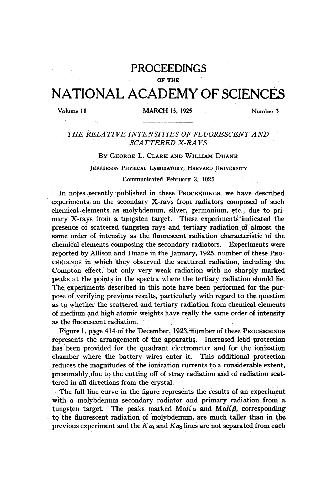 PROCEEDINGS
OF THE
NATIONAL ACADEMY OF SCIENCES
Volume 11 MARCH 15, 1925 Number 3
THE RELATIVE INTENSITIES OF FLUORESCENT AND
SCATTERED X-RAYS
BY GEORGE L. CLARK AND WILLIAM DUANE
JEFFERSON PHYSICAL LABORATORY, HARVARD UNIVERSITY
Communicated February 2, 1925
In notes recently published in these PROCEEDINGS we have described
experiments on the secondary X-rays from radiators composed of such
chemical elements as molybdenum, silver, germanium, etc., due to pri-
mary X-rays from a tungsten target. These experiments indicated the
presence of scattered tungsten rays and tertiary radiation of almost the
same order of intensity as the fluorescent radiation characteristic of the
chemical elements composing the secondary radiators. Experiments were
reported by Allison and Duane in the January, 1925, number of these PRO-
CEEDINGS in which they observed the scattered radiation, including the
Compton effect, but only very weak radiation with no sharply marked
peaks at the points in the spectra where the tertiary radiation should lie.
The experiments described in this note have been performed for the pur-
pose of verifying previous results, particularly with regard to the question
as to whether the scattered and tertiary radiation from chemical elements
of medium and high atomic weights have really the same order of intensity
as the fluorescent radiation.
Figure 1, page 414 of the December, 1923, number of these PROCEEDINGS
represents the arrangement of the apparatus. Increased lead protection
has been provided for the quadrant electrometer and for the ionization
chamber where the battery wires enter it. This additional protection
reduces the magnitudes of the ionization currents to a considerable extent,
presumably due to the cutting off of stray radiation and of radiation scat-
tered in all directions from the crystal.
The full line curve in the figure represents the results of an experiment
with a molybdenum secondary radiator and primary radiation from a
tungsten target. The peaks marked MoKα and MoKβ, corresponding
to the fluorescent radiation of molybdenum, are much taller than in the
previous experiment and the Kα₁ and Kα₂ lines are not separated from each